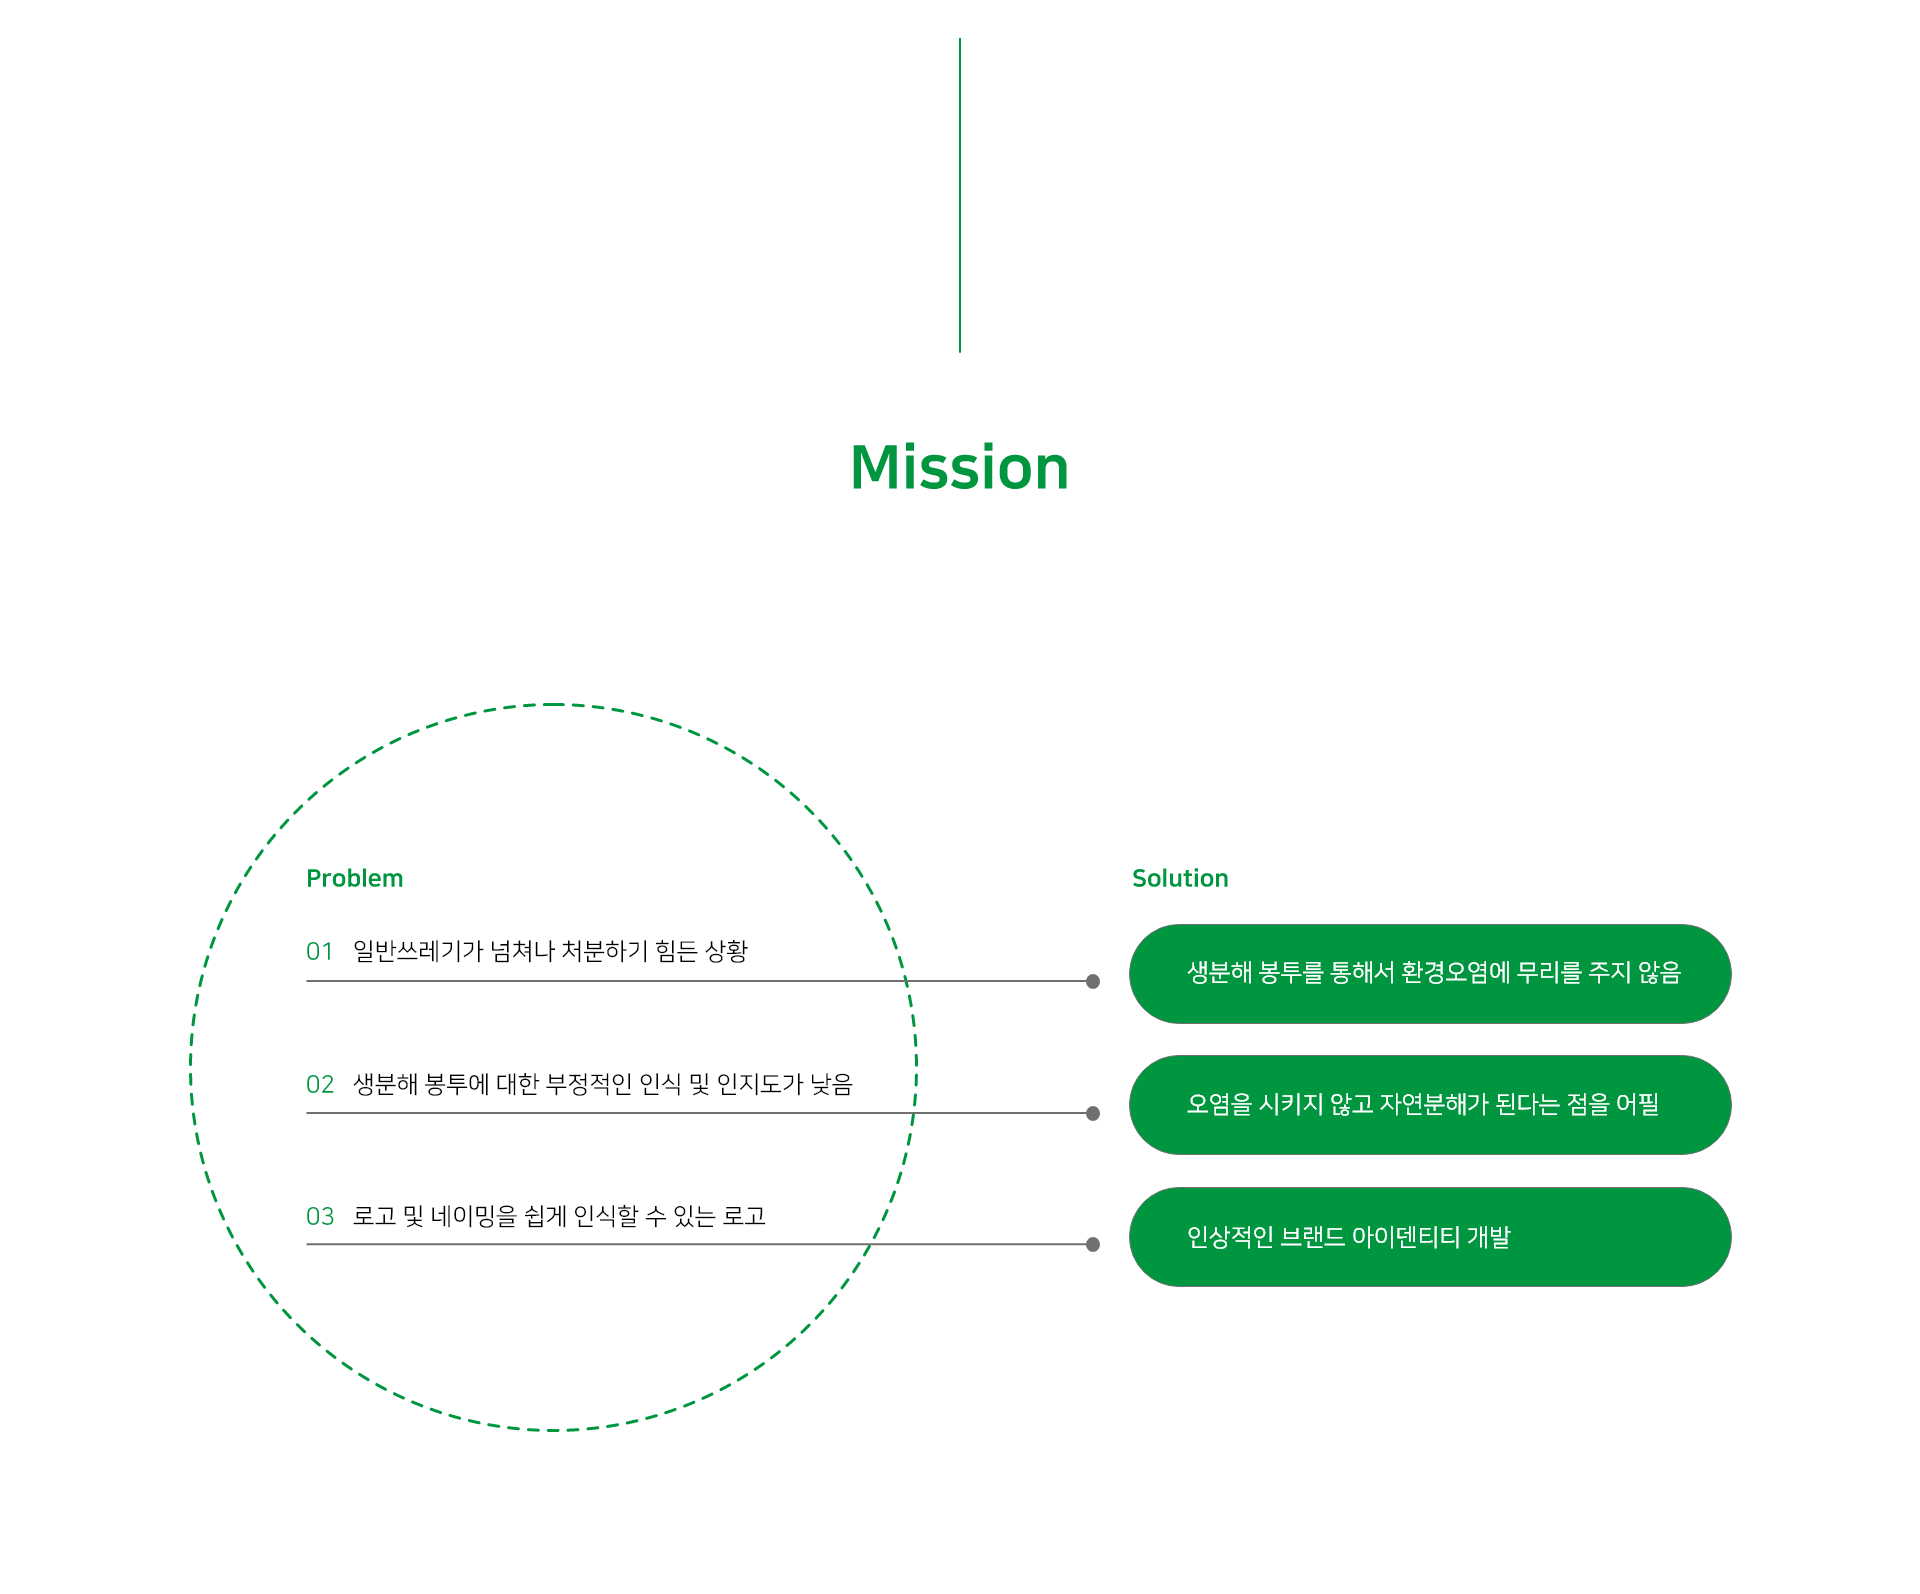 Mission
Problem
01 일반쓰레기가 넘쳐나 처분하기 힘든 상황
02 생분해 봉투에 대한 부정적인 인식 및 인지도가 낮음
03 로고 및 네이밍을 쉽게 인식할 수 있는 로고
Solution
생분해 봉투를 통해서 환경오염에 무리를 주지 않음
오염을 시키지 않고 자연분해가 된다는 점을 어필
인상적인 브랜드 아이덴티티 개발